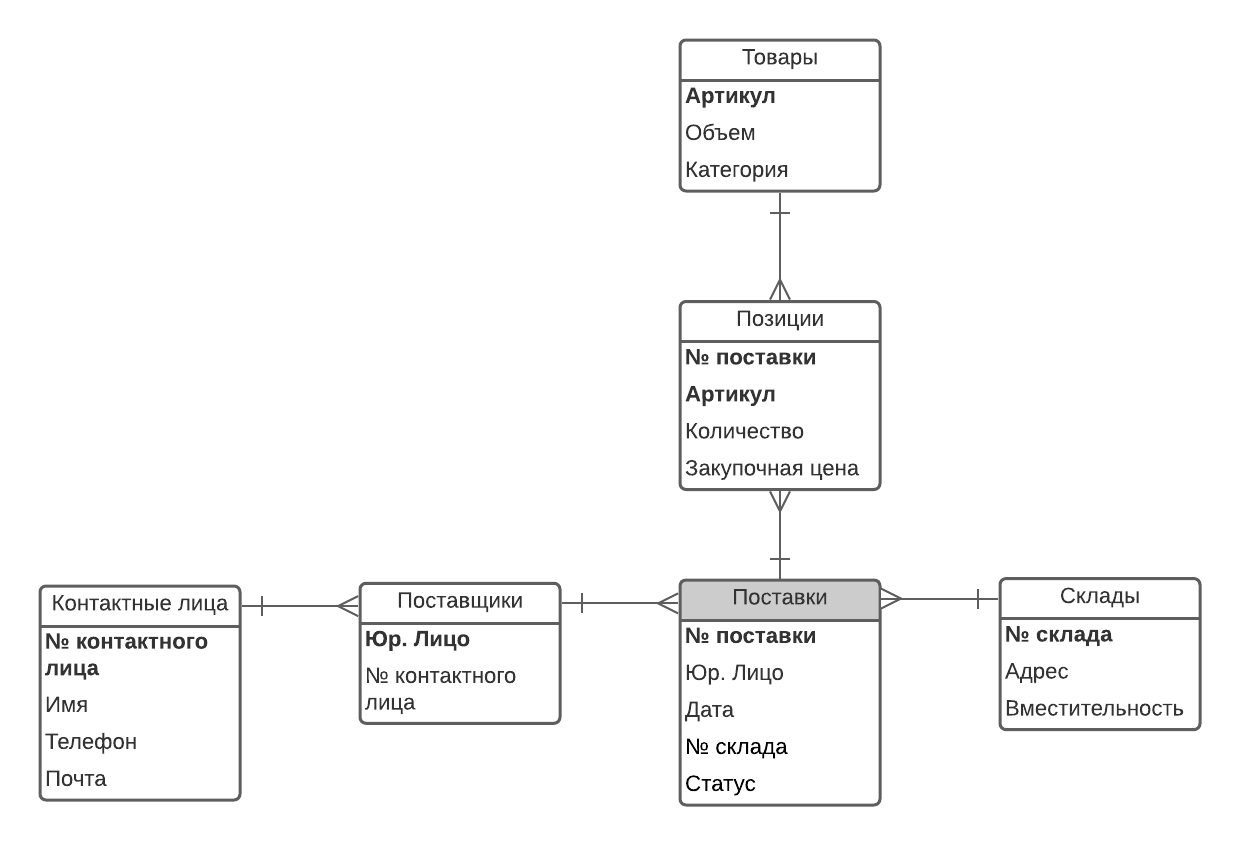 Товары
Артикул
Объем
Категория
Позиции
№ поставки
Артикул
Количество
Закупочная цена
Контактные лица
№ контактного
лица
Имя
Телефон
Почта
Поставщики
Юр. Лицо
№ контактного
лица
Поставки
№ поставки
Юр. Лицо
Дата
№ склада
Статус
Склады
№ склада
Адрес
Вместительность